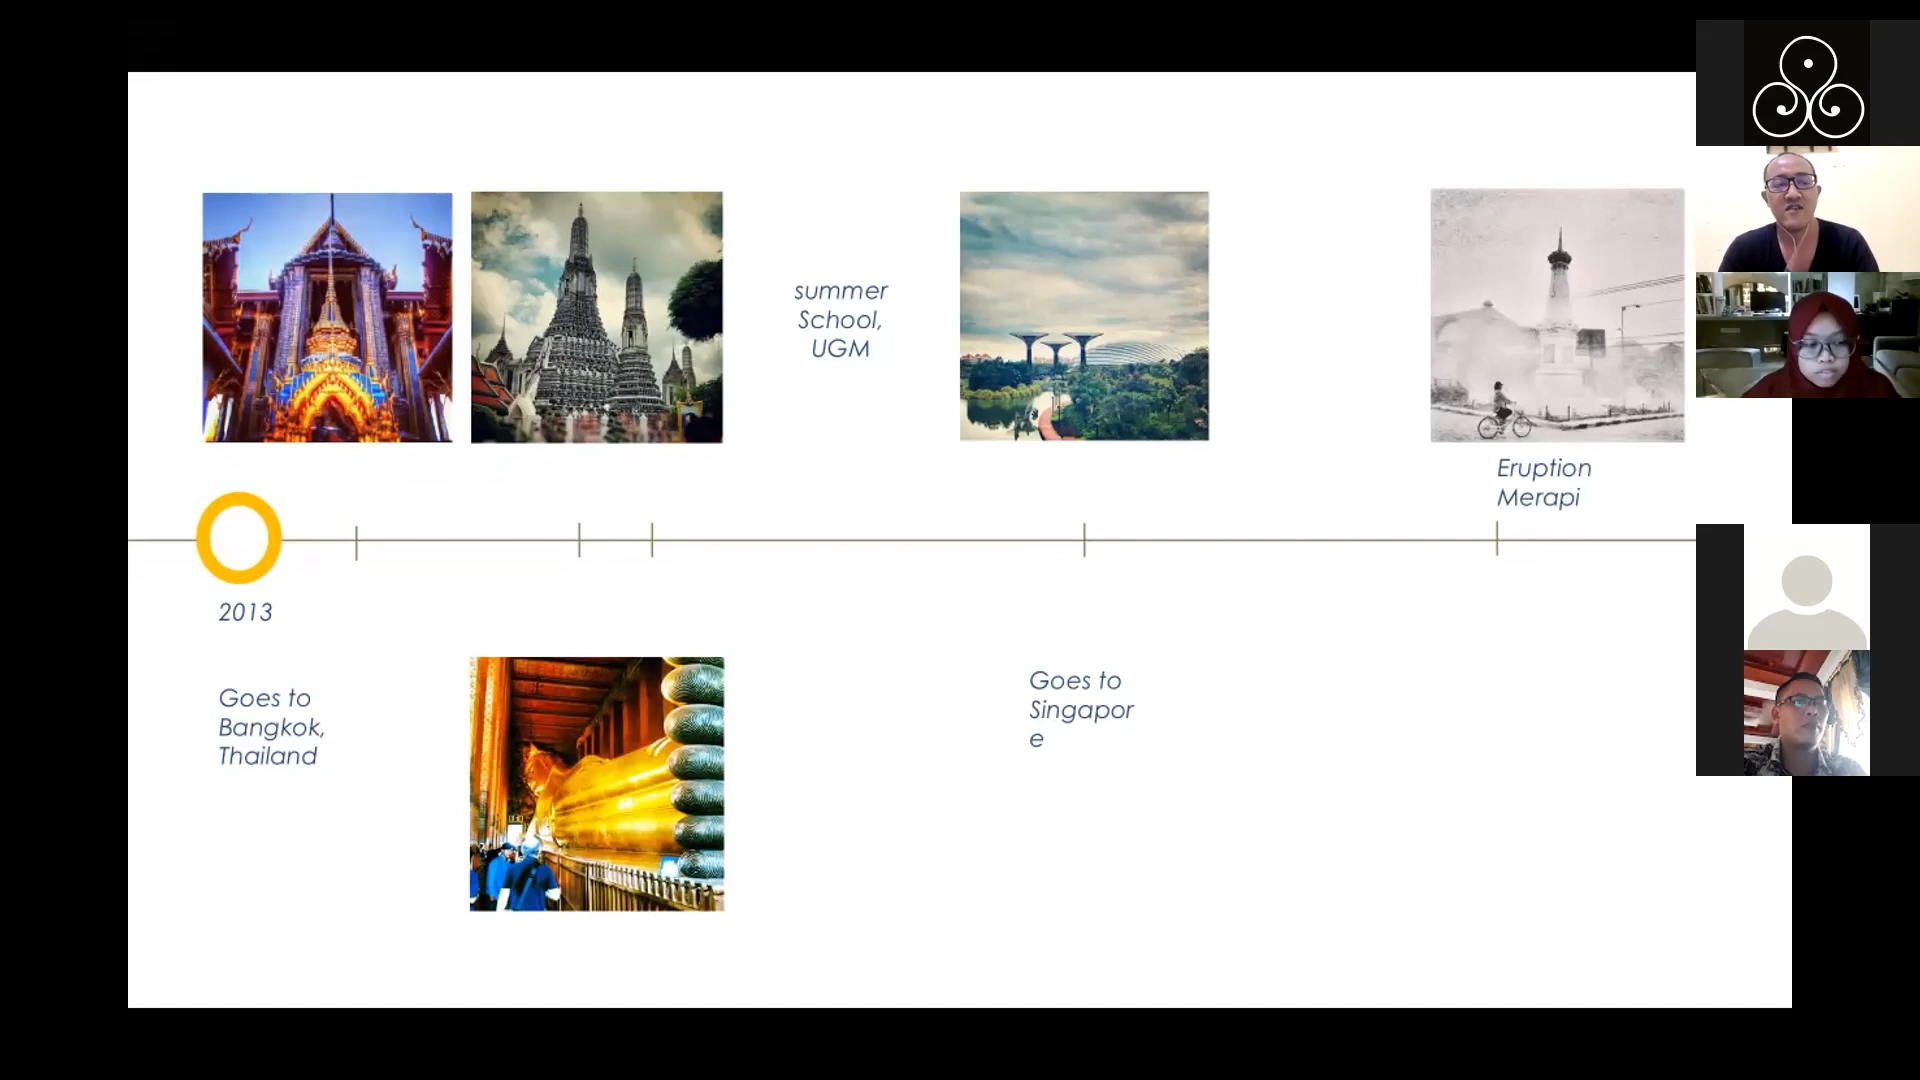 summer
School,
UGM
Eruption
Merapi
2013
Goes to
Bangkok,
Thailand
Goes to
Singapor
e